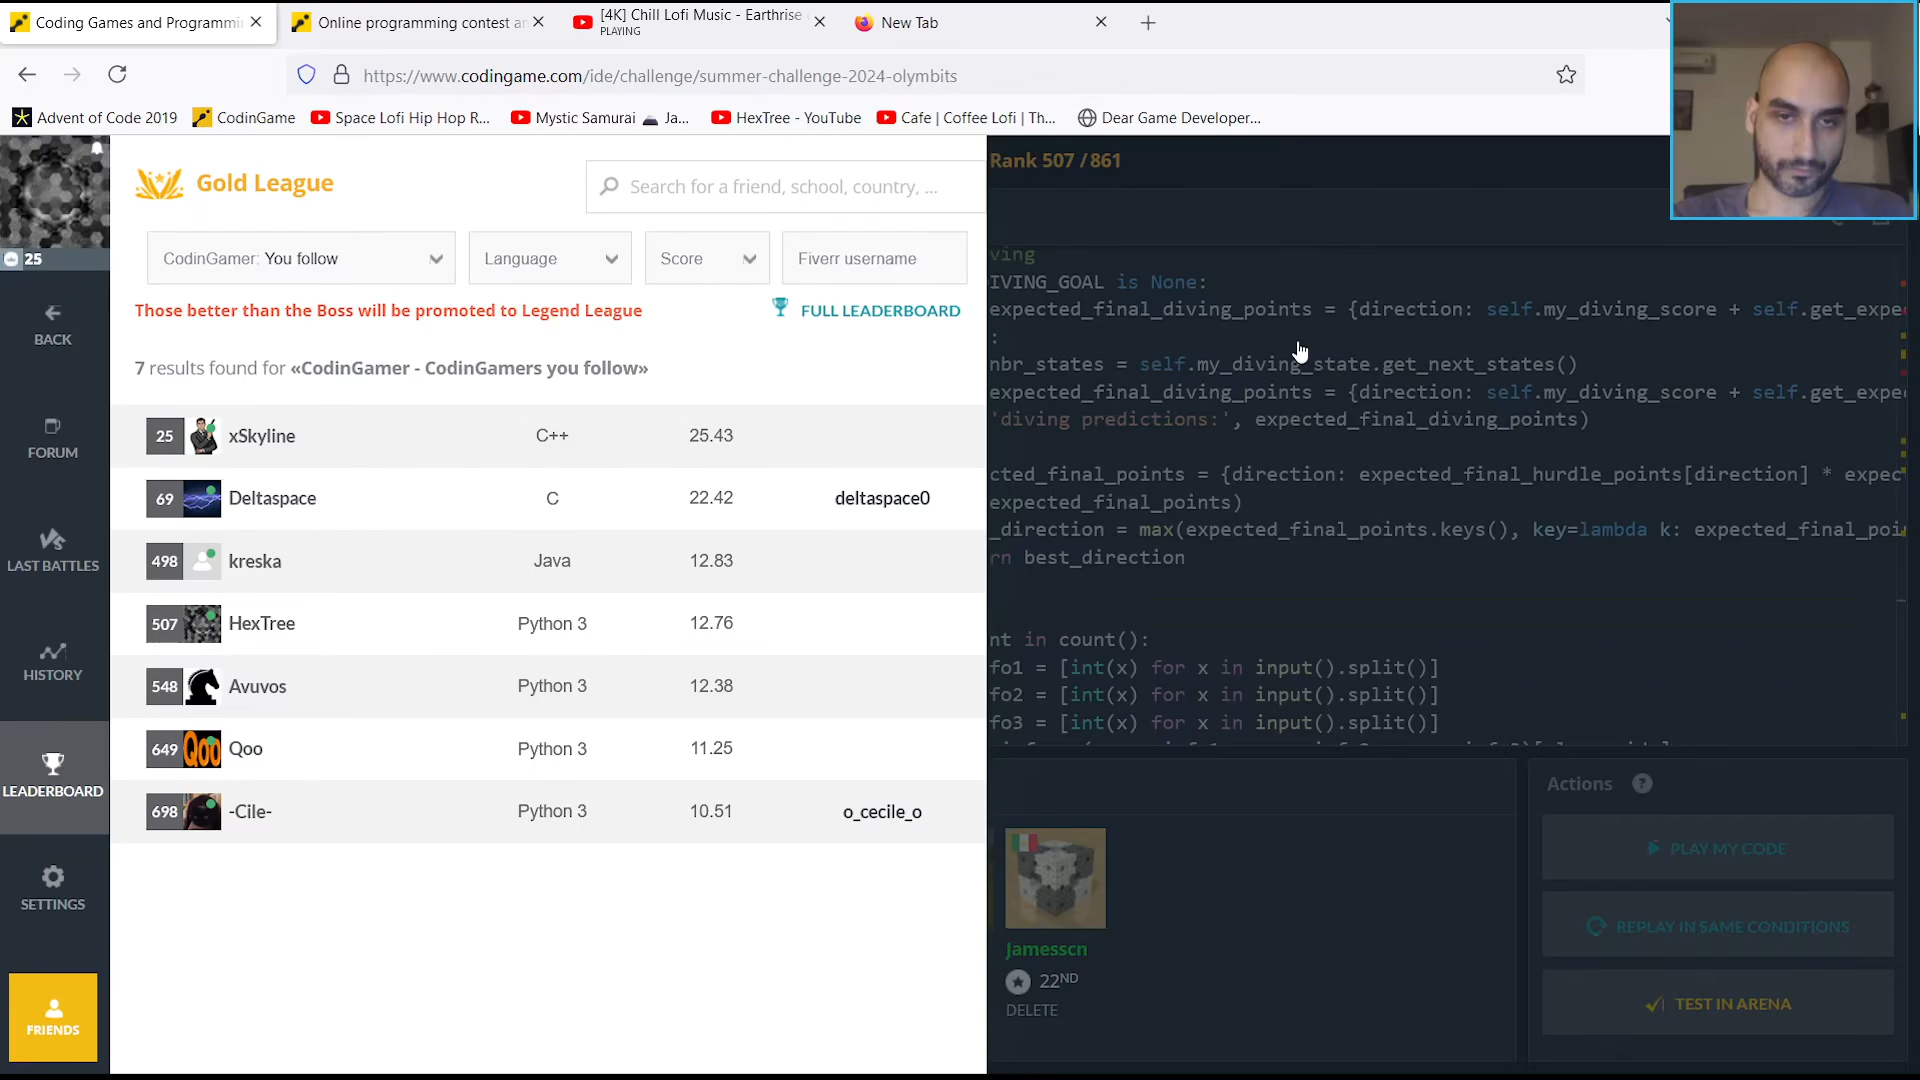 Coding Games and Programmi
Online programming contest a
[4K] Chill Lofi Music - Earthrise
PLAYING
New Tab
https://www.codingame.com/ide/challenge/summer-challenge-2024-olymbits
Advent of Code 2019
CodinGame
Space Lofi Hip Hop R...
Mystic Samurai 🗻 Ja...
HexTree - YouTube
Cafe | Coffee Lofi | Th...
Dear Game Developer...
25
BACK
FORUM
LAST BATTLES
HISTORY
LEADERBOARD
SETTINGS
FRIENDS
Gold League
Search for a friend, school, country, ...
CodinGamer: You follow
Language
Score
Fiverr username
Those better than the Boss will be promoted to Legend League
FULL LEADERBOARD
7 results found for «CodinGamer - CodinGamers you follow»
25 xSkyline C++ 25.43
69 Deltaspace C 22.42 deltaspace0
498 kreska Java 12.83
507 HexTree Python 3 12.76
548 Avuvos Python 3 12.38
649 Qoo Python 3 11.25
698 -Cile- Python 3 10.51 o_cecile_o
Rank 507 / 861
ving
IVING_GOAL is None:
expected_final_diving_points = {direction: self.my_diving_score + self.get_expe
:
nbr_states = self.my_diving_state.get_next_states()
expected_final_diving_points = {direction: self.my_diving_score + self.get_expe
'diving predictions:', expected_final_diving_points)
cted_final_points = {direction: expected_final_hurdle_points[direction] * expec
expected_final_points)
_direction = max(expected_final_points.keys(), key=lambda k: expected_final_poi
rn best_direction
nt in count():
fo1 = [int(x) for x in input().split()]
fo2 = [int(x) for x in input().split()]
fo3 = [int(x) for x in input().split()]
Jamesscn
22ND
DELETE
Actions
PLAY MY CODE
REPLAY IN SAME CONDITIONS
TEST IN ARENA